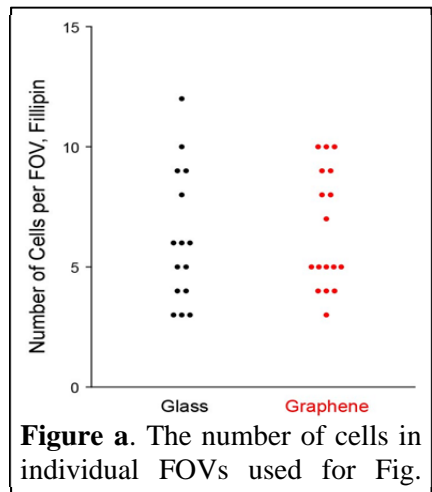 15
10
5
0
Number of Cells per FOV, Fillipin
Glass Graphene
Figure a. The number of cells in
individual FOVs used for Fig.